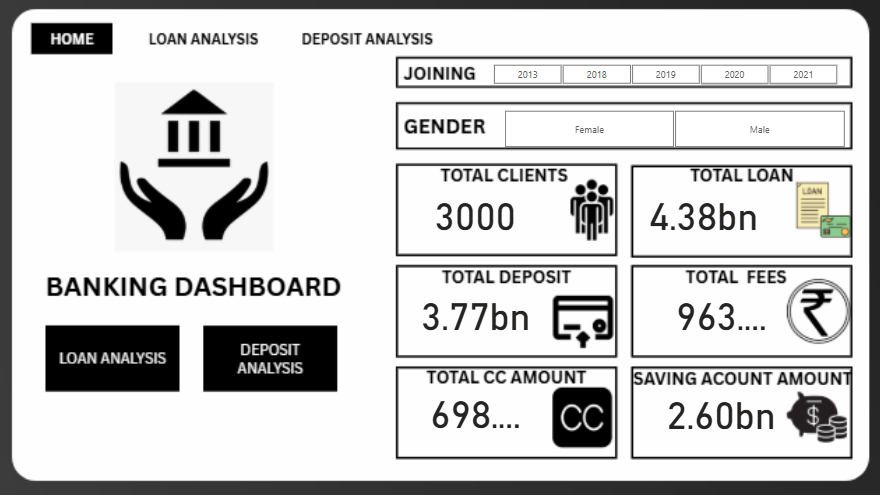 HOME LOAN ANALYSIS DEPOSIT ANALYSIS
JOINING 2013 2018 2019 2020 2021
GENDER Female Male
TOTAL CLIENTS
3000
TOTAL LOAN
4.38bn
LOAN
BANKING DASHBOARD
LOAN ANALYSIS
DEPOSIT
ANALYSIS
TOTAL DEPOSIT
3.77bn
TOTAL FEES
963....
₹
TOTAL CC AMOUNT
698....
CC
SAVING ACOUNT AMOUNT
2.60bn
$